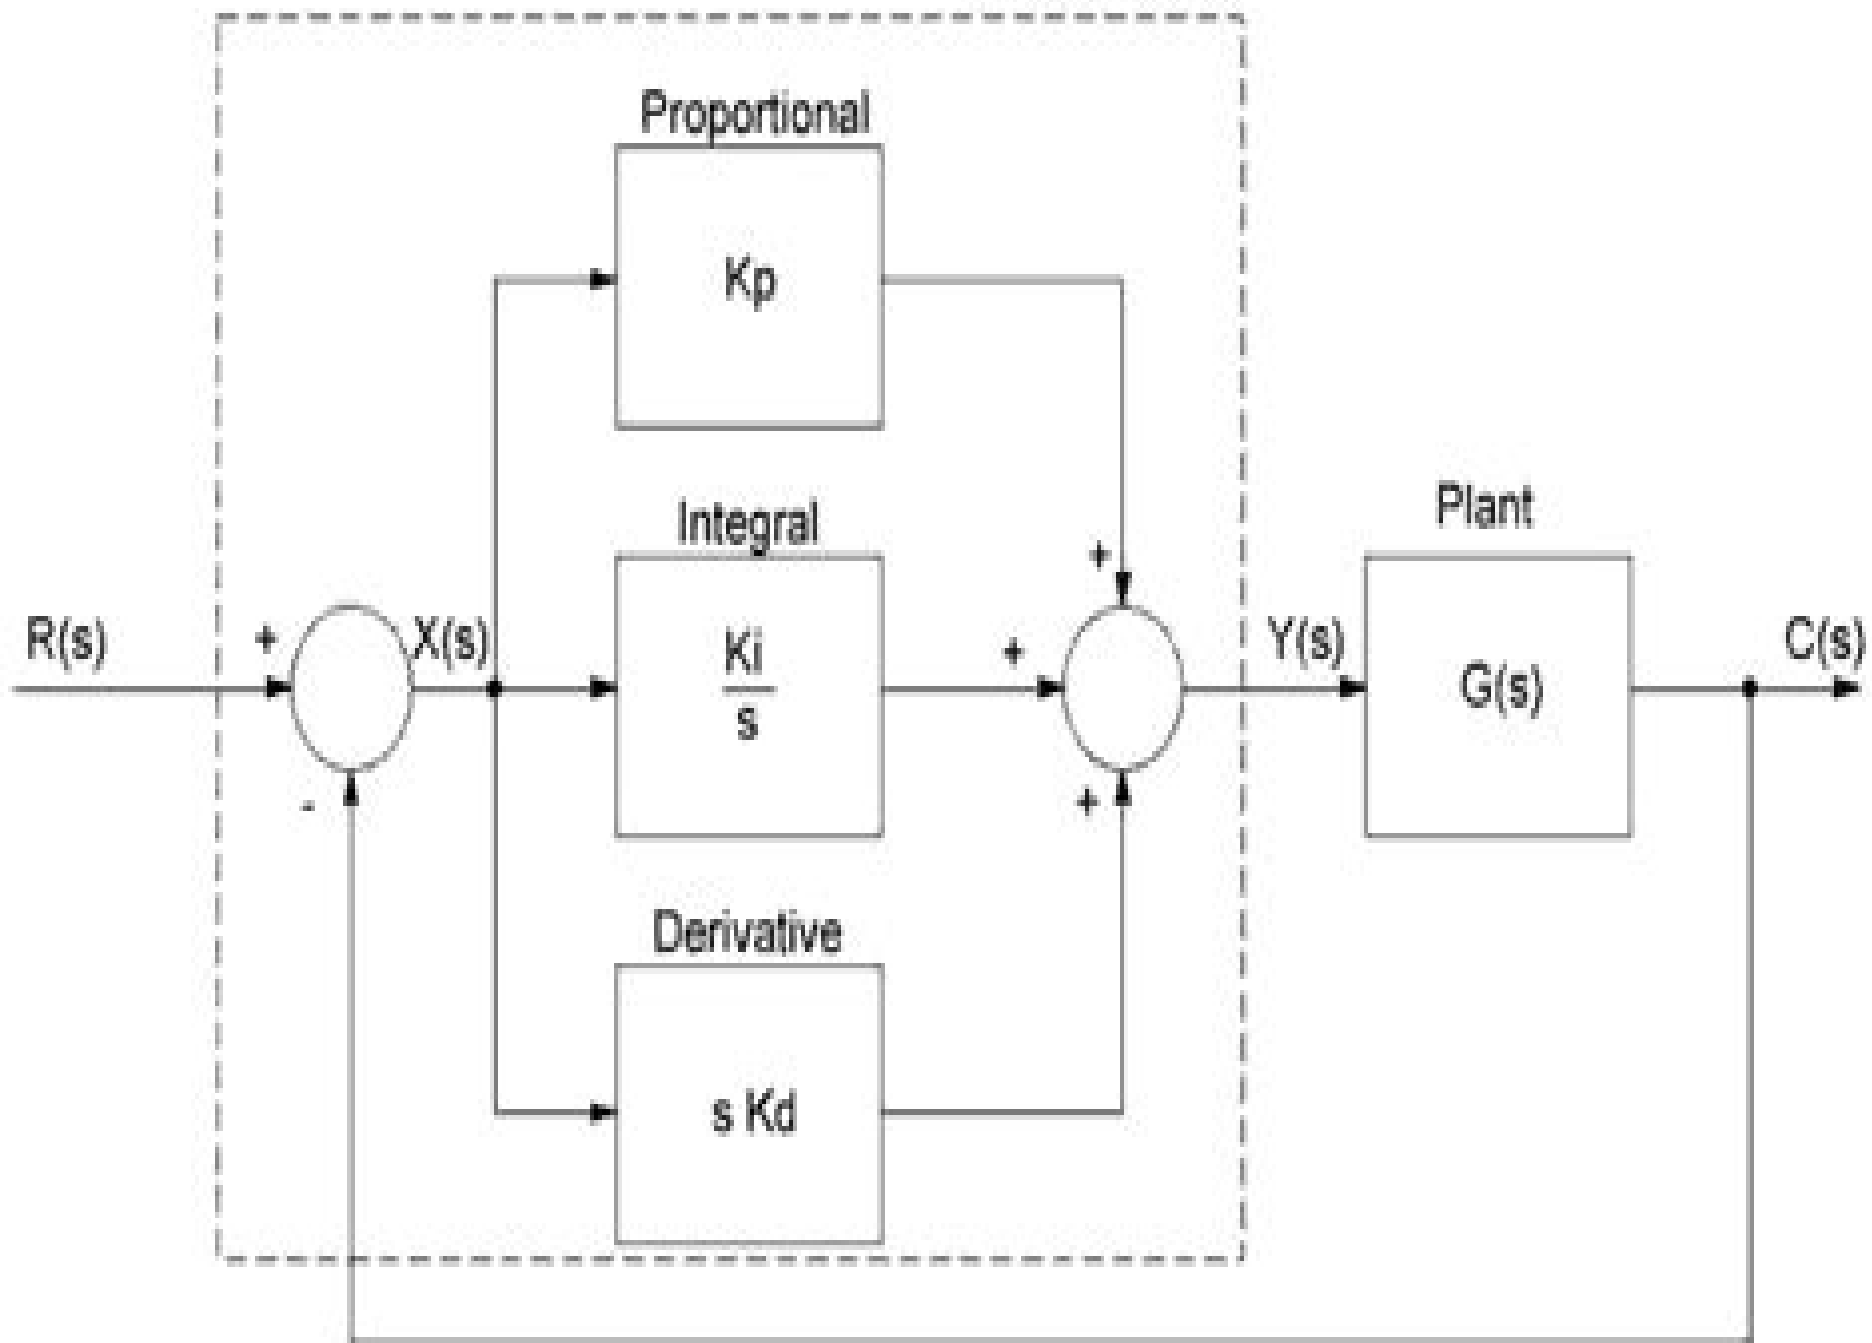 Proportional
Kp
Integral
Plant
R(s)
+
X(s)
Ki
s
+
+
Y(s)
G(s)
C(s)
-
+
Derivative
s Kd